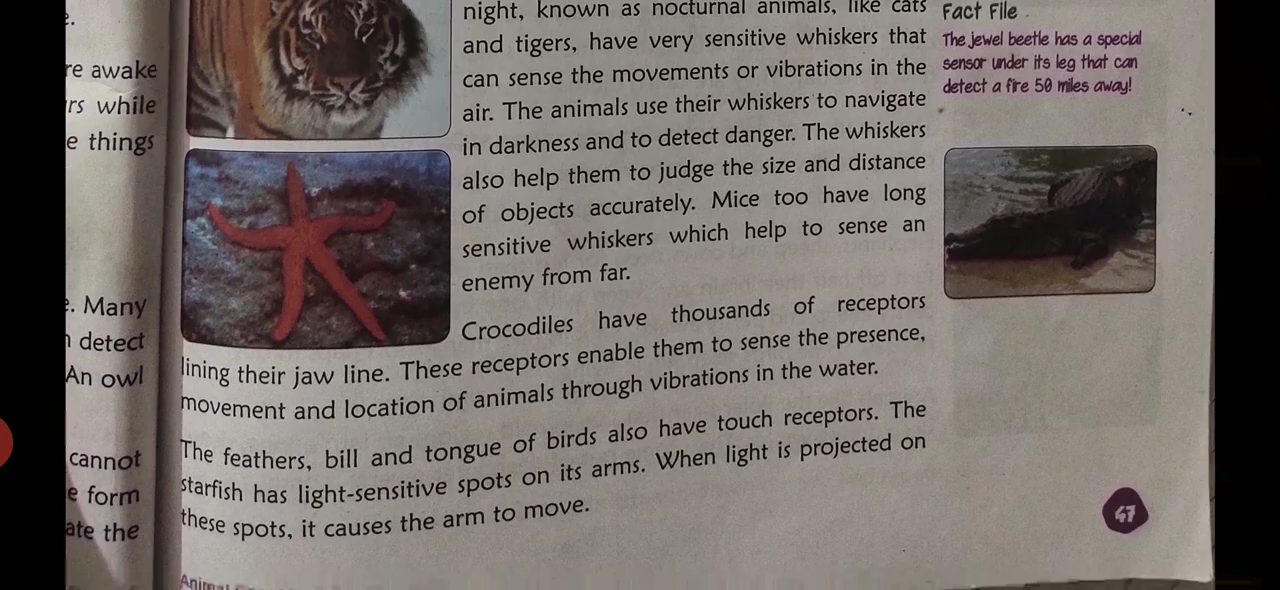 e.
re awake
rs while
e things
e. Many
detect
An owl
cannot
e form
ate the
night, known as nocturnal animals, like cats
and tigers, have very sensitive whiskers that
can sense the movements or vibrations in the
air. The animals use their whiskers to navigate
in darkness and to detect danger. The whiskers
also help them to judge the size and distance
of objects accurately. Mice too have long
sensitive whiskers which help to sense an
enemy from far.
Crocodiles have thousands of receptors
lining their jaw line. These receptors enable them to sense the presence,
movement and location of animals through vibrations in the water.
The feathers, bill and tongue of birds also have touch receptors. The
starfish has light-sensitive spots on its arms. When light is projected on
these spots, it causes the arm to move.
Fact File
The jewel beetle has a special
sensor under its leg that can
detect a fire 50 miles away!
47